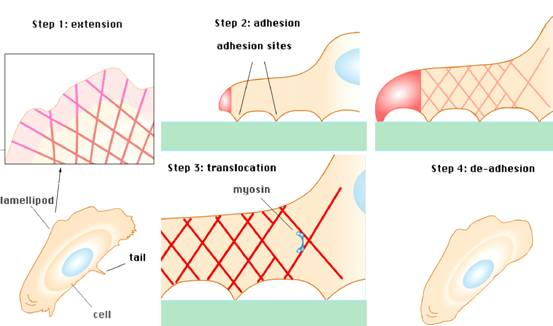 Step 1: extension
Step 2: adhesion
adhesion sites
Step 3: translocation
myosin
Step 4: de-adhesion
lamellipod
tail
cell